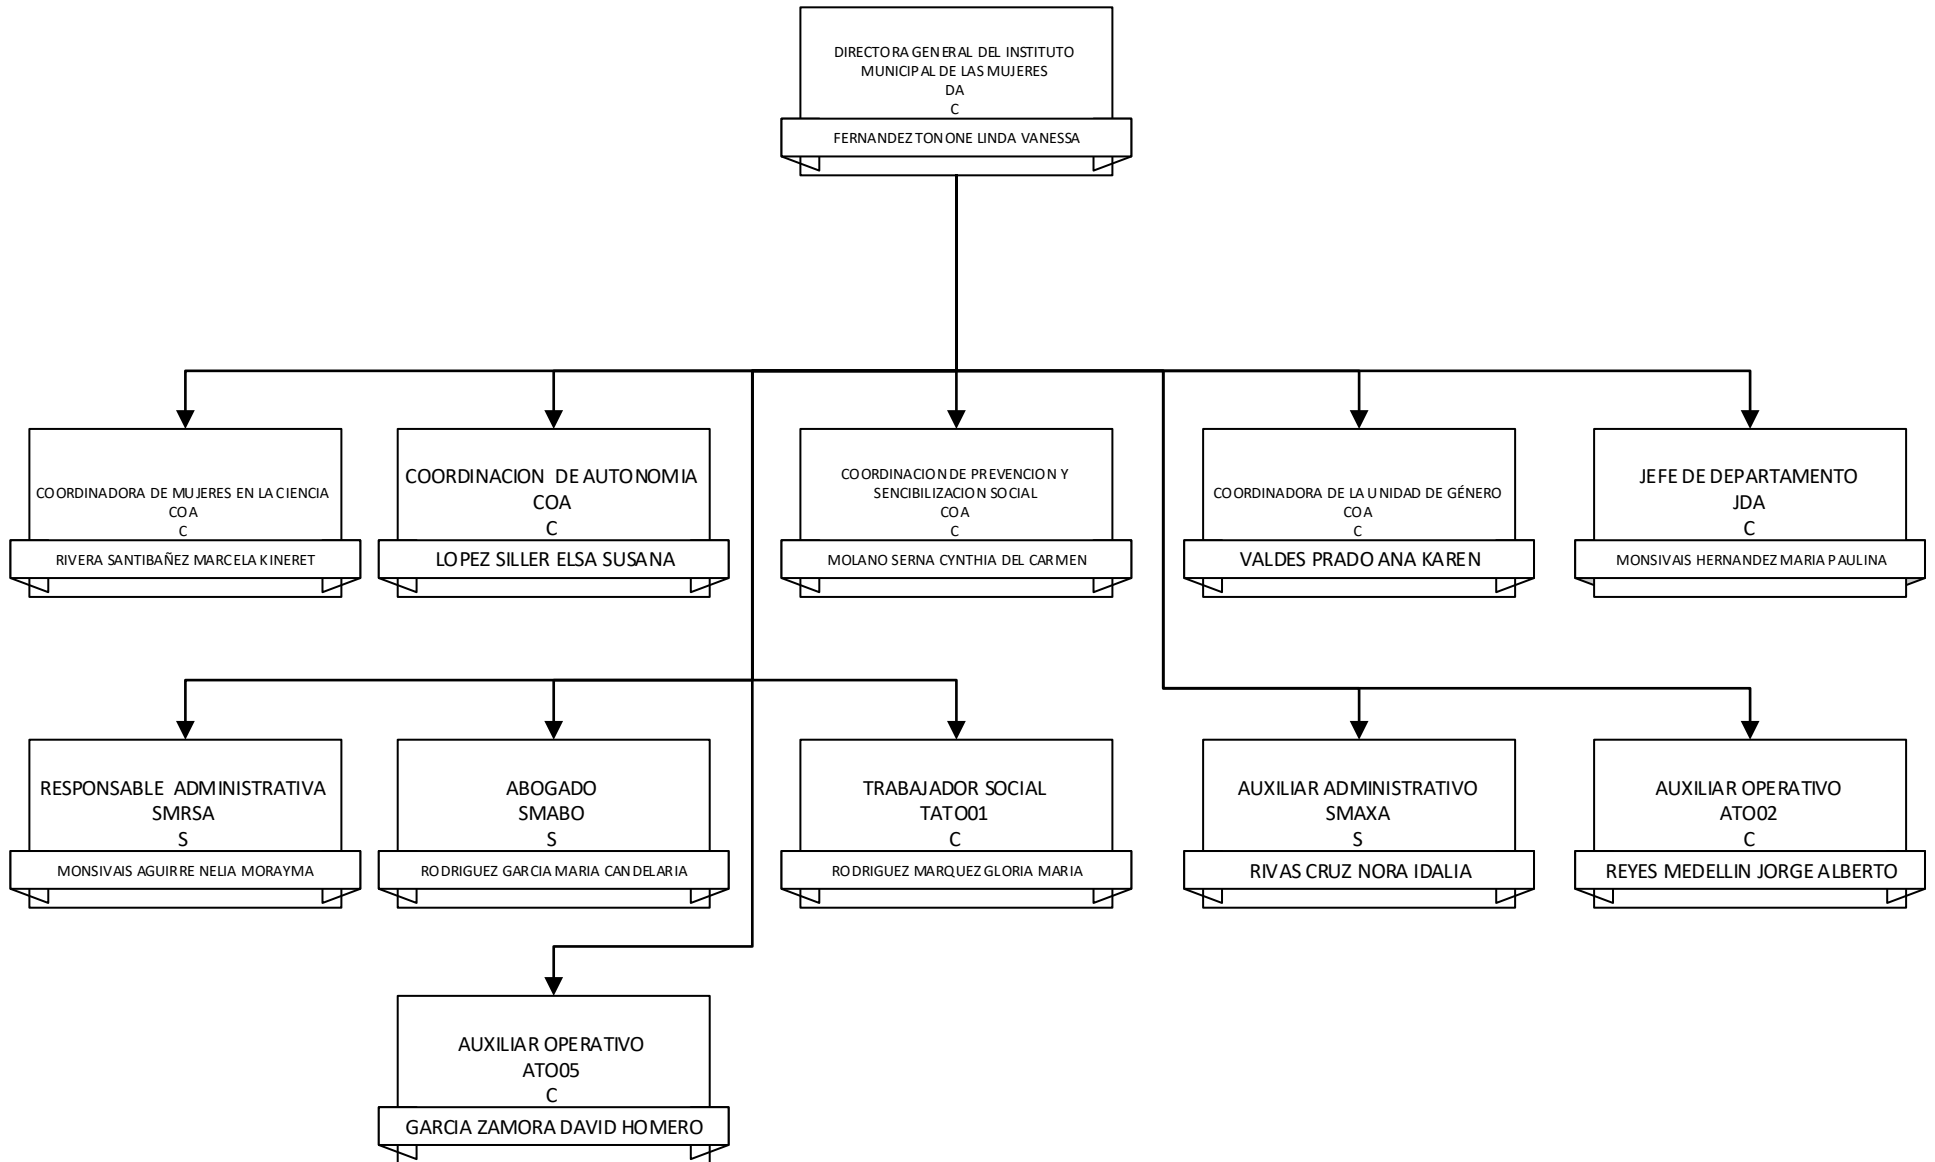 DIRECTORA GENERAL DEL INSTITUTO
MUNICIPAL DE LAS MUJERES
DA
C
FERNANDEZ TONONE LINDA VANESSA
COORDINADORA DE MUJERES EN LA CIENCIA
COA
C
RIVERA SANTIBAÑEZ MARCELA KINERET
COORDINACION DE AUTONOMIA
COA
C
LOPEZ SILLER ELSA SUSANA
COORDINACION DE PREVENCION Y
SENCIBILIZACION SOCIAL
COA
C
MOLANO SERNA CYNTHIA DEL CARMEN
COORDINADORA DE LA UNIDAD DE GÉNERO
COA
C
VALDES PRADO ANA KAREN
JEFE DE DEPARTAMENTO
JDA
C
MONSIVAIS HERNANDEZ MARIA PAULINA
RESPONSABLE ADMINISTRATIVA
SMRSA
S
MONSIVAIS AGUIRRE NELIA MORAYMA
ABOGADO
SMABO
S
RODRIGUEZ GARCIA MARIA CANDELARIA
TRABAJADOR SOCIAL
TATO01
C
RODRIGUEZ MARQUEZ GLORIA MARIA
AUXILIAR ADMINISTRATIVO
SMAXA
S
RIVAS CRUZ NORA IDALIA
AUXILIAR OPERATIVO
ATO02
C
REYES MEDELLIN JORGE ALBERTO
AUXILIAR OPERATIVO
ATO05
C
GARCIA ZAMORA DAVID HOMERO